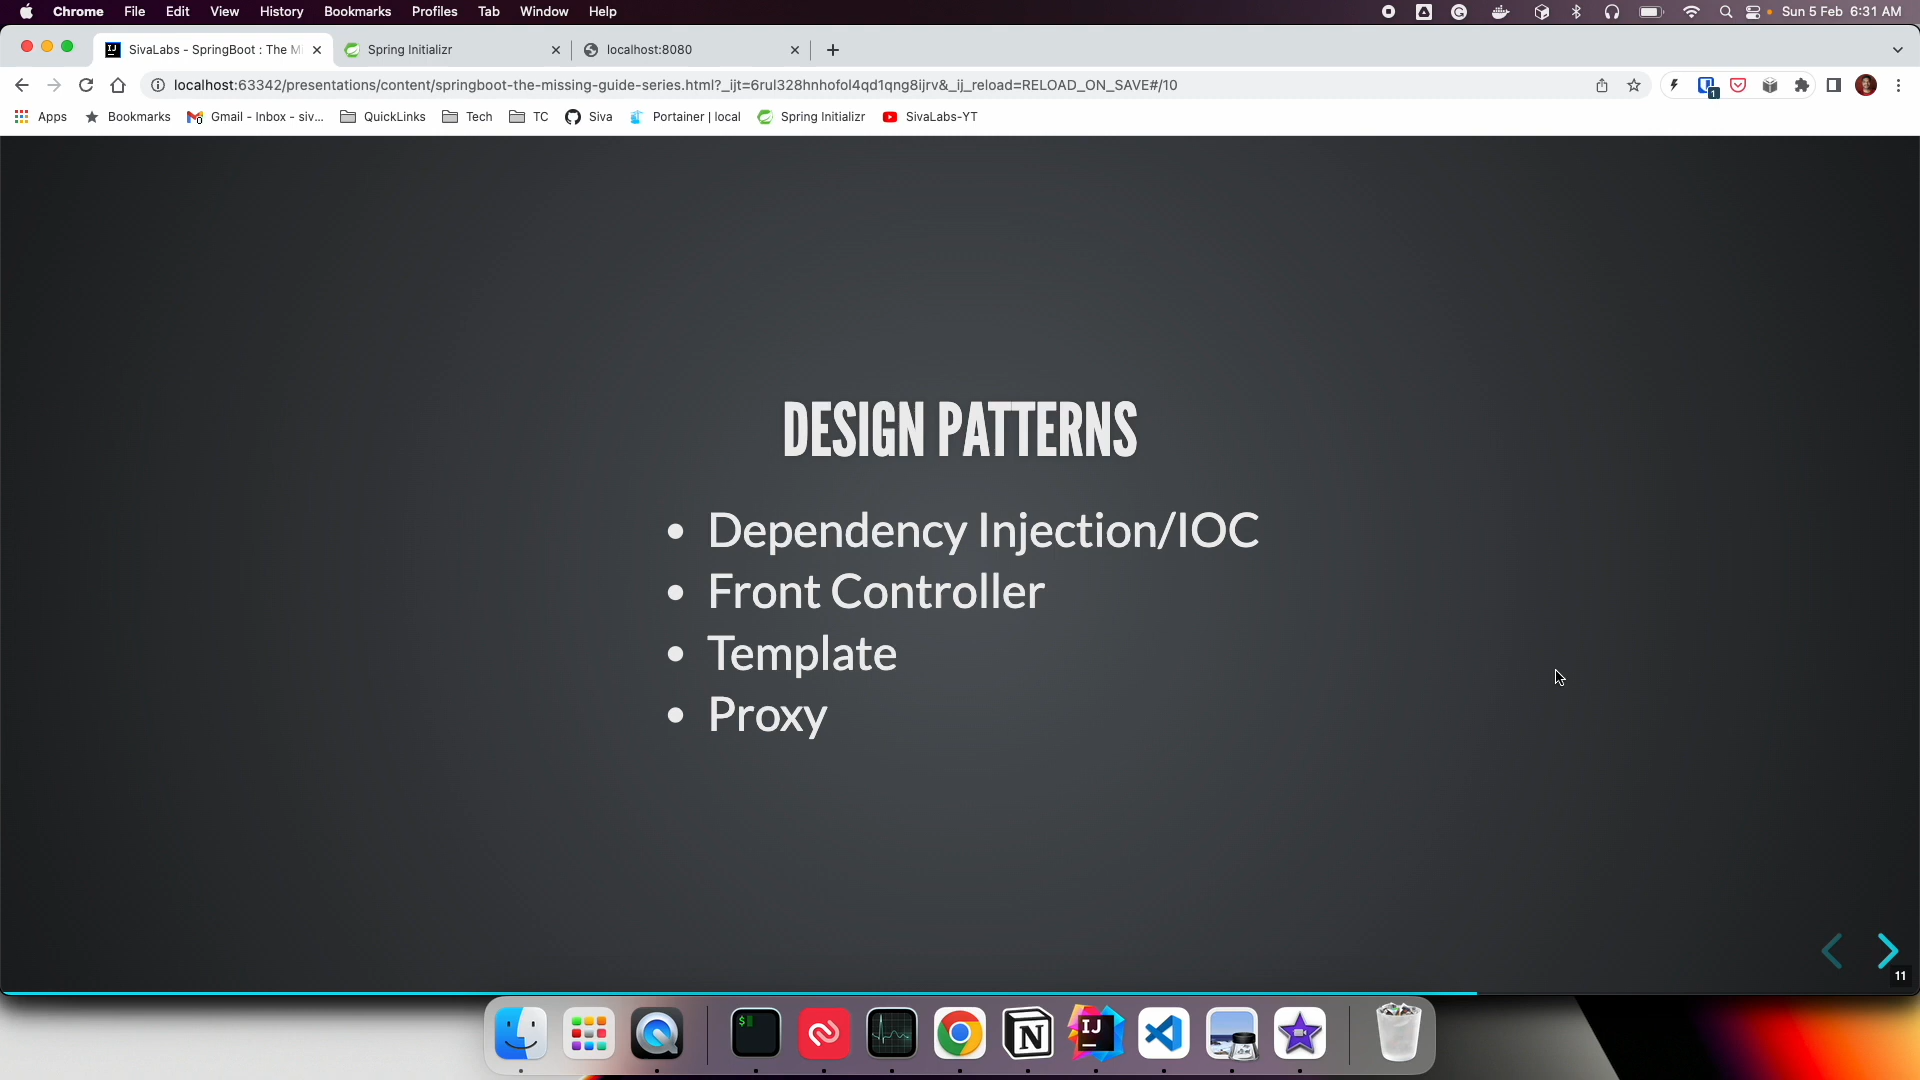 Chrome File Edit View History Bookmarks Profiles Tab Window Help Sun 5 Feb 6:31 AM
SivaLabs - SpringBoot : The M Spring Initializr localhost:8080
localhost:63342/presentations/content/springboot-the-missing-guide-series.html?_ijt=6rul328hnhofol4qd1qng8ijrv&_ij_reload=RELOAD_ON_SAVE#/10
Apps Bookmarks Gmail - Inbox - siv... QuickLinks Tech TC Siva Portainer | local Spring Initializr SivaLabs-YT
DESIGN PATTERNS
• Dependency Injection/IOC
• Front Controller
• Template
• Proxy
11